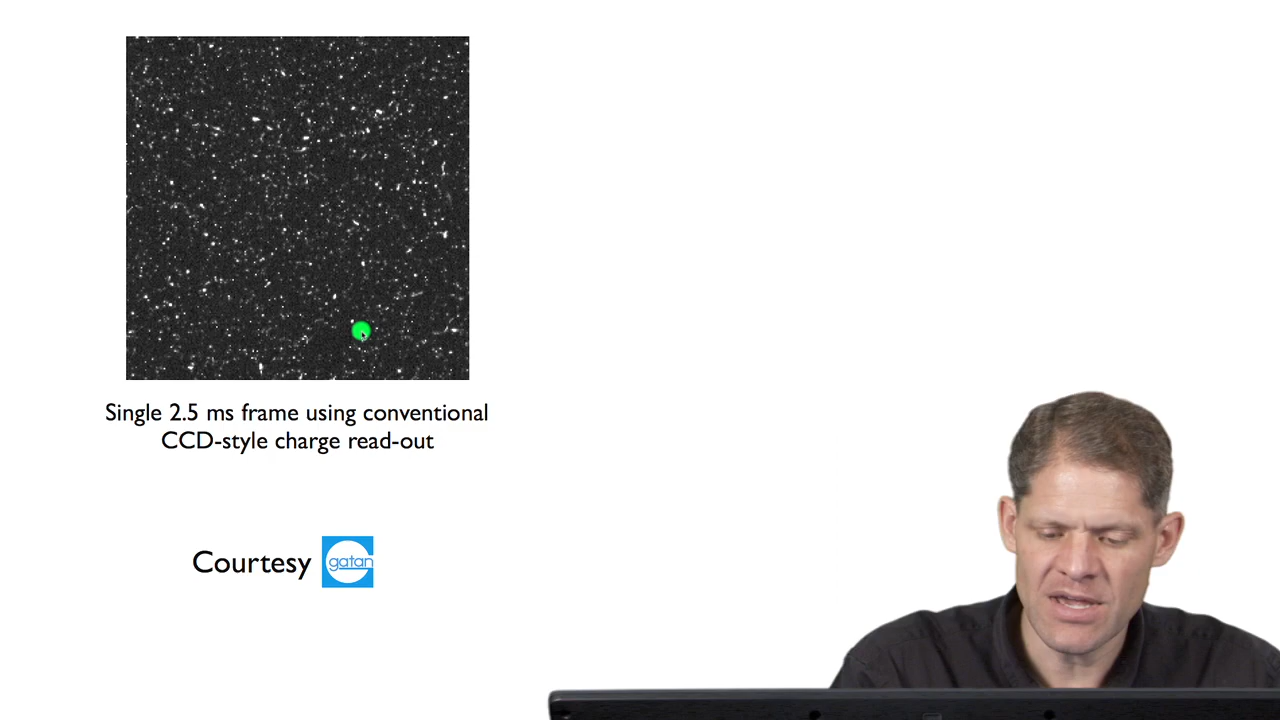 Single 2.5 ms frame using conventional
CCD-style charge read-out
Courtesy gatan